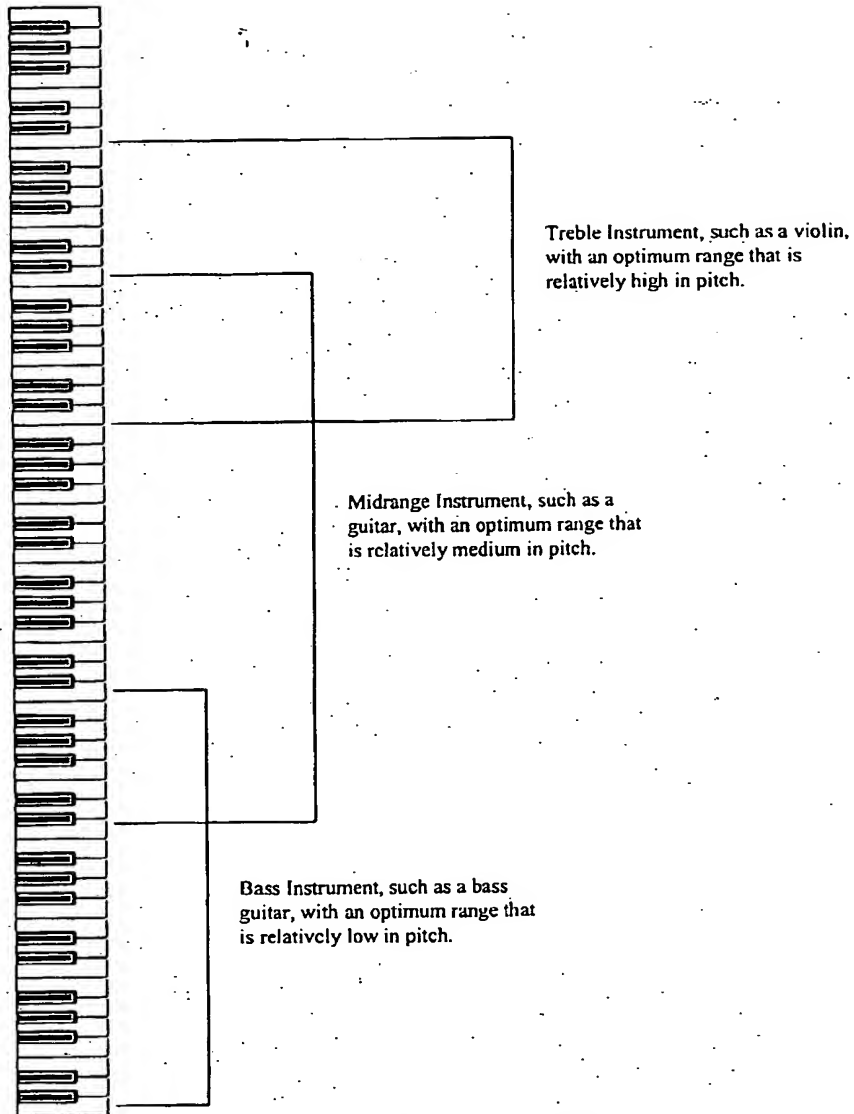 Treble Instrument, such as a violin,
with an optimum range that is
relatively high in pitch.
Midrange Instrument, such as a
guitar, with an optimum range that
is relatively medium in pitch.
Bass Instrument, such as a bass
guitar, with an optimum range that
is relatively low in pitch.